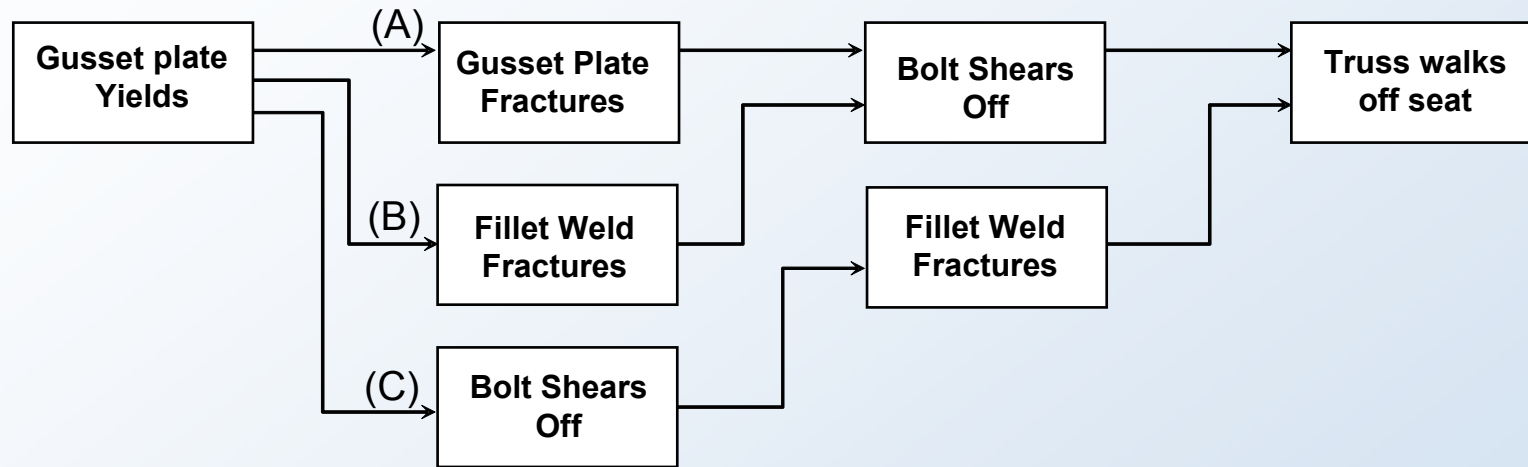 (A)
Gusset plate
Yields
Gusset Plate
Fractures
Bolt Shears
Off
Truss walks
off seat
(B)
Fillet Weld
Fractures
Fillet Weld
Fractures
(C)
Bolt Shears
Off